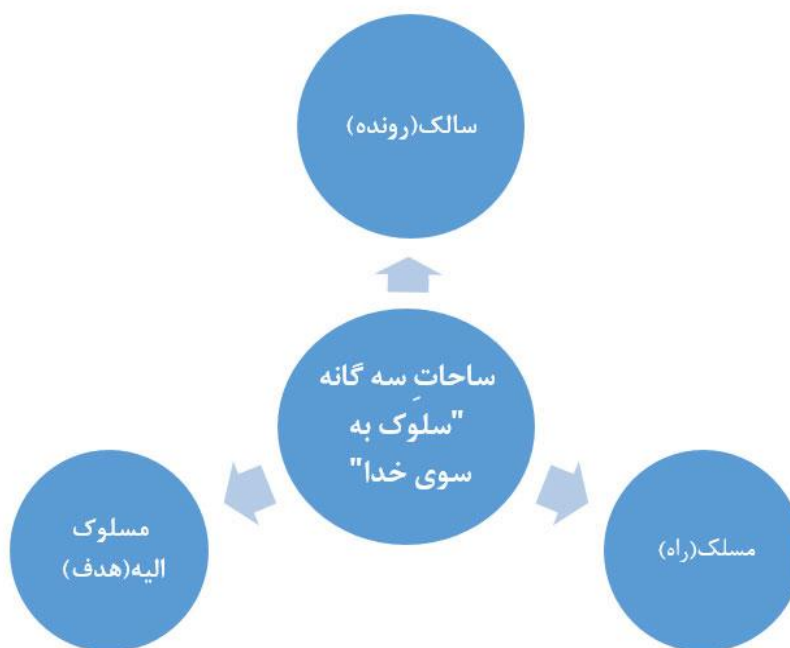 سالک(رونده)
ساحاتِ سه گانه
"سلوک به
سوی خدا"
مسلک(راه)
مسلوک
الیه(هدف)